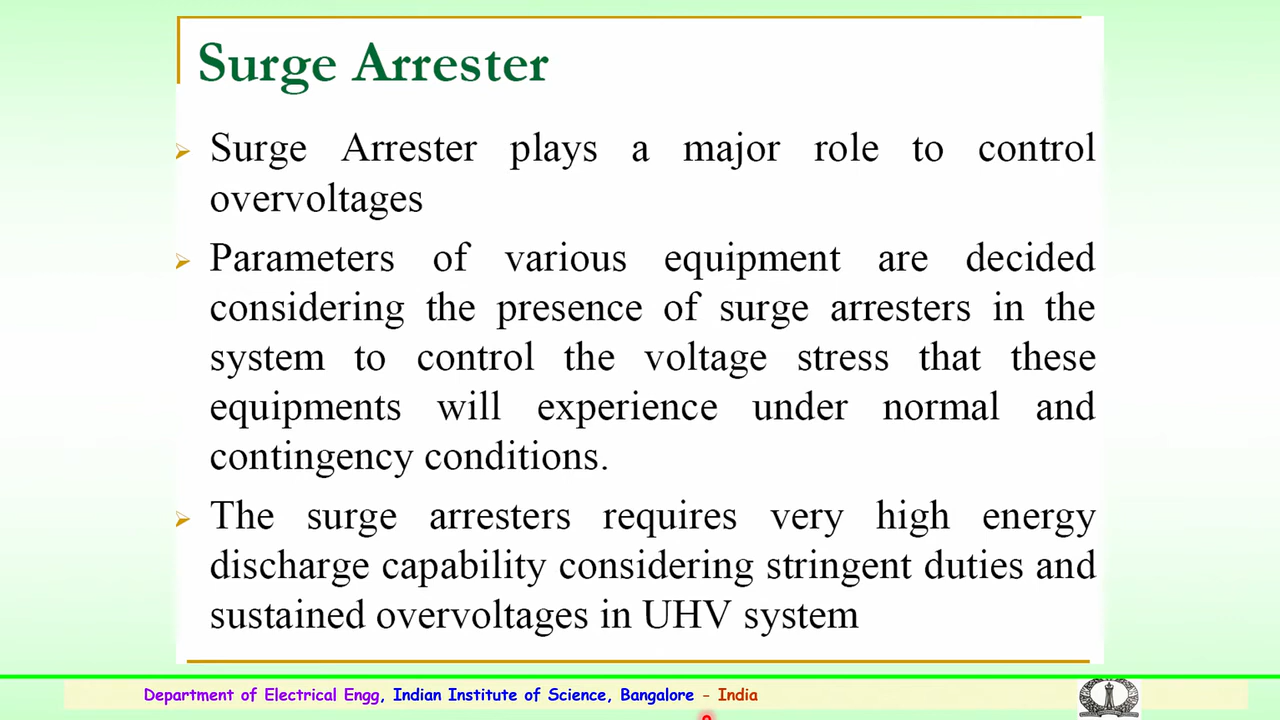 Surge Arrester
Surge Arrester plays a major role to control
overvoltages
Parameters of various equipment are decided
considering the presence of surge arresters in the
system to control the voltage stress that these
equipments will experience under normal and
contingency conditions.
The surge arresters requires very high energy
discharge capability considering stringent duties and
sustained overvoltages in UHV system
Department of Electrical Engg, Indian Institute of Science, Bangalore - India